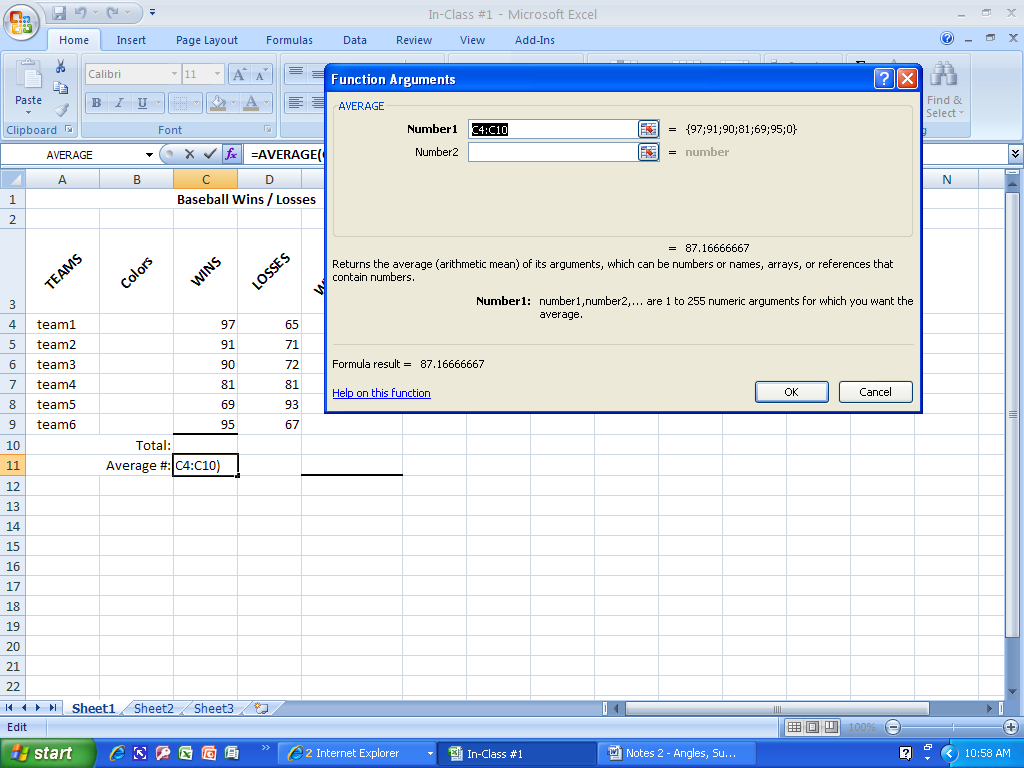 In-Class #1 - Microsoft Excel
Home Insert Page Layout Formulas Data Review View Add-Ins
Paste
Clipboard
Calibri 11
B I U
Font
Find &
Select
AVERAGE fx =AVERAGE(
Function Arguments
AVERAGE
Number1 C4:C10 = {97;91;90;81;69;95;0}
Number2 = number
= 87.16666667
Returns the average (arithmetic mean) of its arguments, which can be numbers or names, arrays, or references that
contain numbers.
Number1: number1,number2,... are 1 to 255 numeric arguments for which you want the
average.
Formula result = 87.16666667
Help on this function
OK Cancel
A B C D N
1 Baseball Wins / Losses
2
3 TEAMS Colors WINS LOSSES
4 team1 97 65
5 team2 91 71
6 team3 90 72
7 team4 81 81
8 team5 69 93
9 team6 95 67
10 Total:
11 Average #: C4:C10)
12
13
14
15
16
17
18
19
20
21
22
Sheet1 Sheet2 Sheet3
Edit 100%
start 2 Internet Explorer In-Class #1 Notes 2 - Angles, Su... 10:58 AM